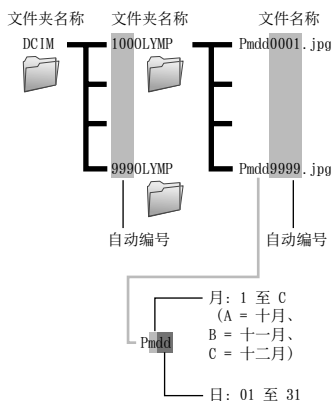 文件夹名称 文件夹名称 文件名称
DCIM 100OLYMP Pmdd0001.jpg
999OLYMP Pmdd9999.jpg
自动编号 自动编号
月: 1 至 C
(A = 十月、
B = 十一月、
C = 十二月)
Pmdd
日: 01 至 31